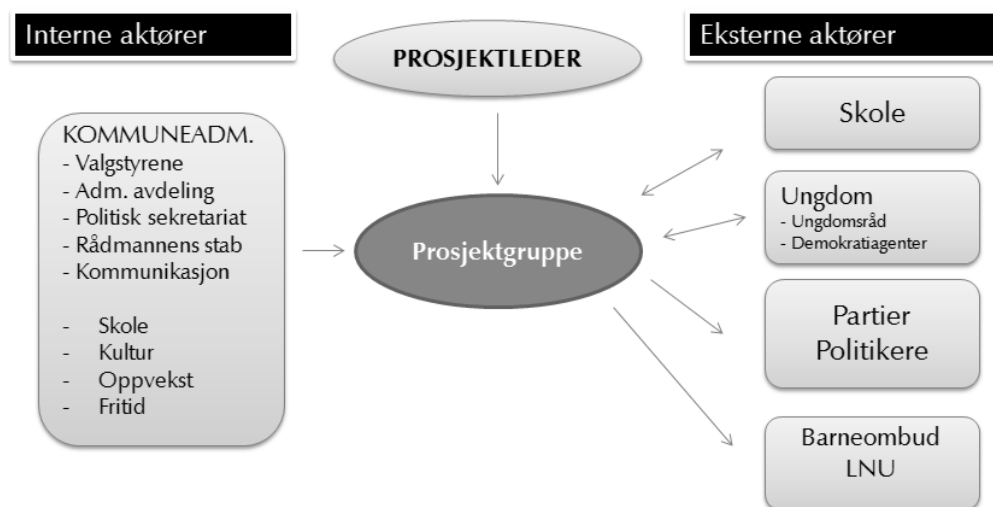 Interne aktører
PROSJEKTLEDER
Eksterne aktører
KOMMUNEADM.
- Valgstyrene
- Adm. avdeling
- Politisk sekretariat
- Rådmannens stab
- Kommunikasjon
- Skole
- Kultur
- Oppvekst
- Fritid
Prosjektgruppe
Skole
Ungdom
- Ungdomsråd
- Demokratiagenter
Partier
Politikere
Barneombud
LNU